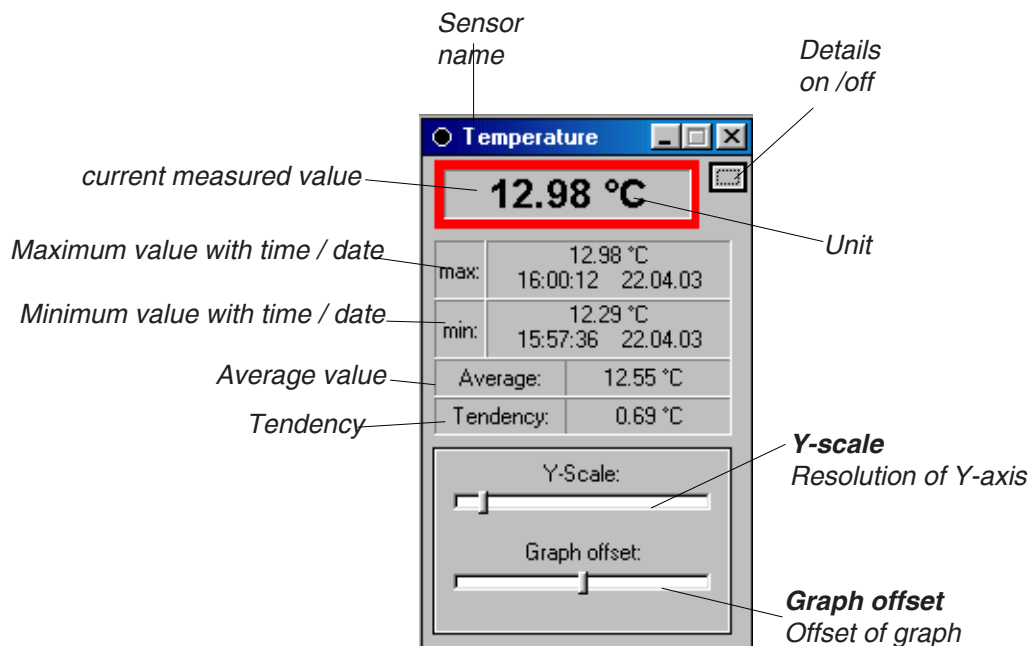 Sensor
name
Details
on /off
Temperature
current measured value
12.98 °C
Unit
Maximum value with time / date
max:
12.98 °C
16:00:12 22.04.03
Minimum value with time / date
min:
12.29 °C
15:57:36 22.04.03
Average value
Average:
12.55 °C
Tendency
Tendency:
0.69 °C
Y-Scale:
Y-scale
Resolution of Y-axis
Graph offset:
Graph offset
Offset of graph